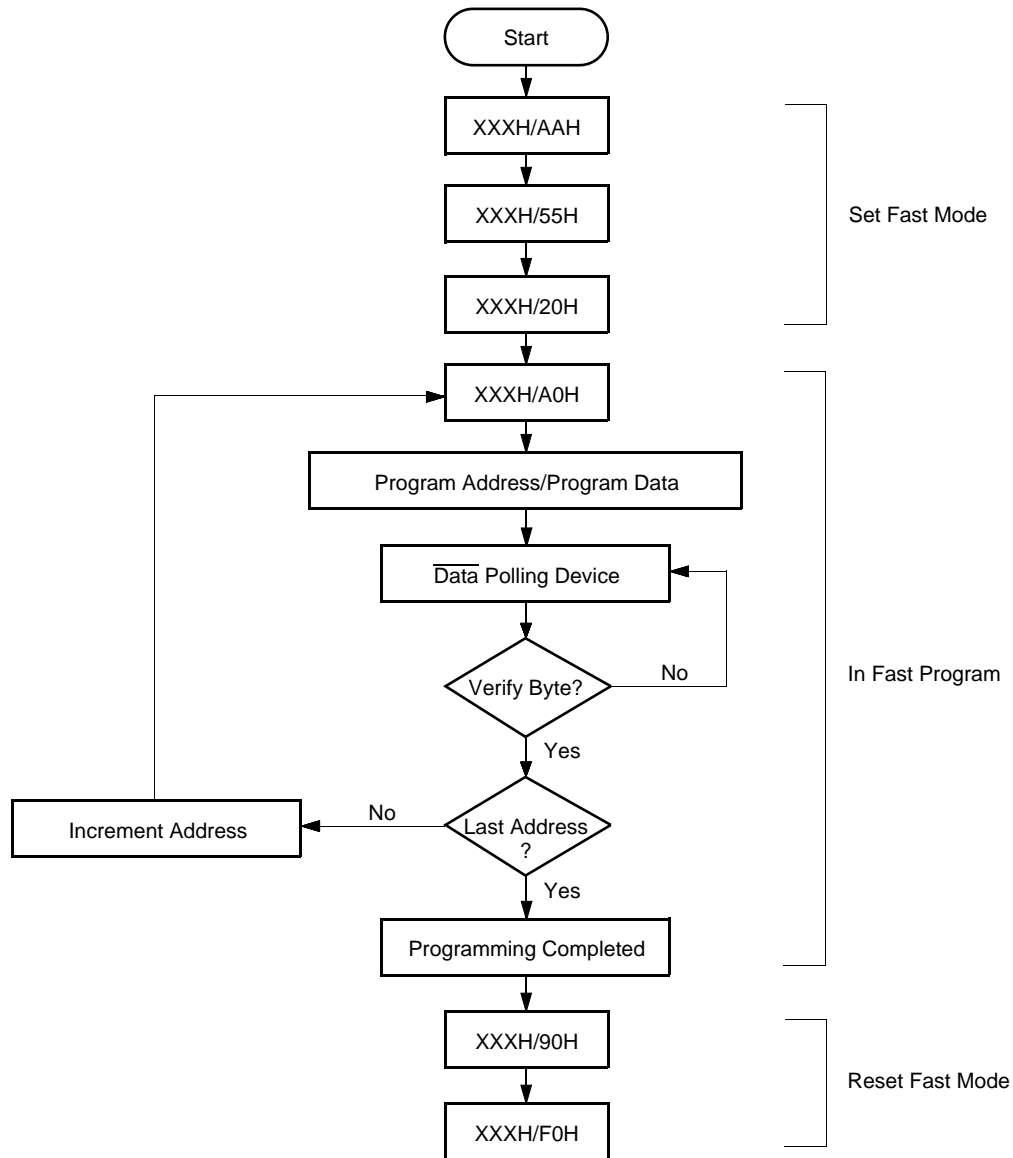 Start
XXXH/AAH
XXXH/55H
Set Fast Mode
XXXH/20H
XXXH/A0H
Program Address/Program Data
Data Polling Device
Verify Byte?
No
In Fast Program
Yes
Increment Address
No
Last Address
?
Yes
Programming Completed
XXXH/90H
Reset Fast Mode
XXXH/F0H